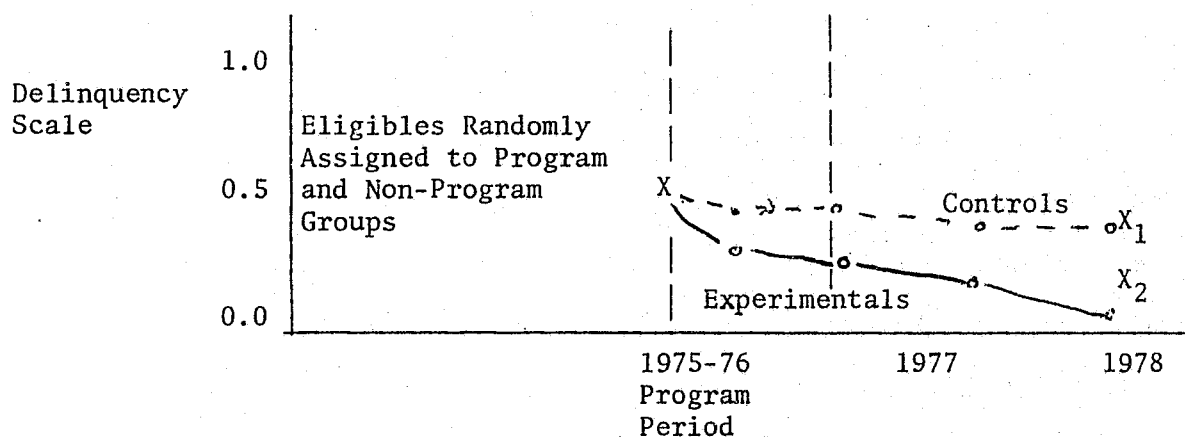 Delinquency
Scale
1.0
0.5
0.0
Eligibles Randomly
Assigned to Program
and Non-Program
Groups
X
Controls
X1
Experimentals
X2
1975-76
Program
Period
1977
1978